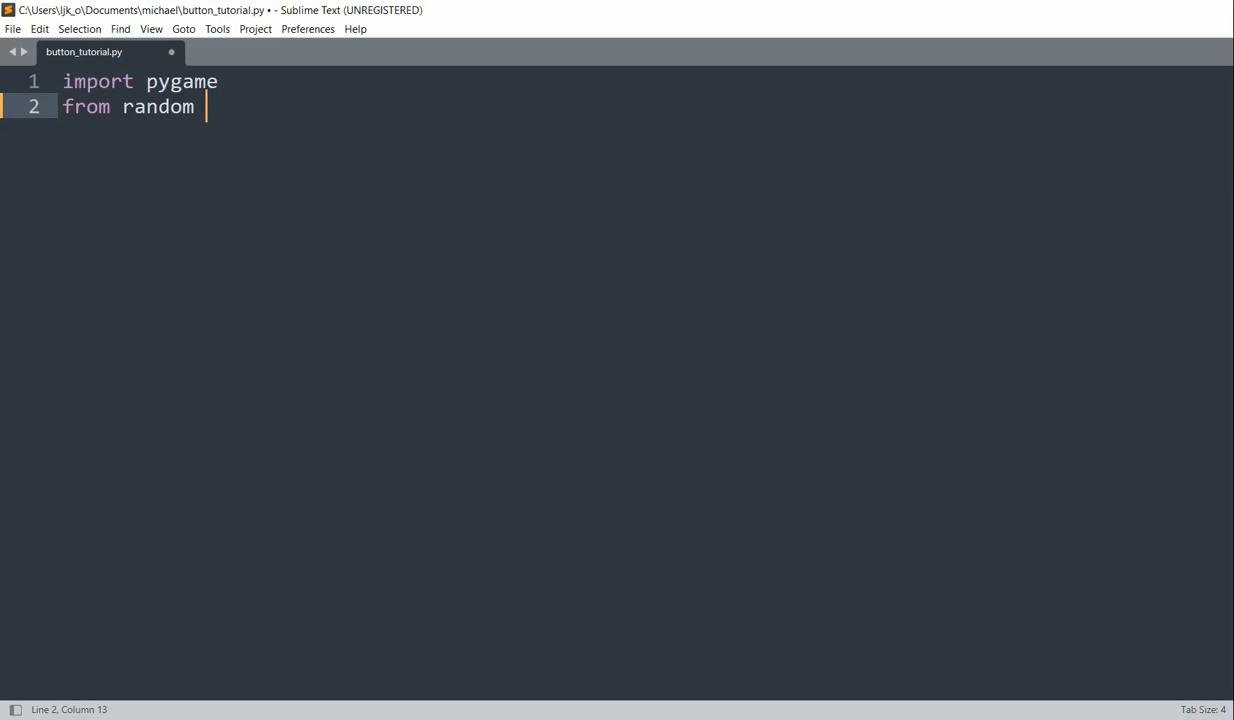 C:\Users\ljk_o\Documents\michael\button_tutorial.py • - Sublime Text (UNREGISTERED)
File Edit Selection Find View Goto Tools Project Preferences Help
button_tutorial.py
1 import pygame
2 from random
Line 2, Column 13
Tab Size: 4